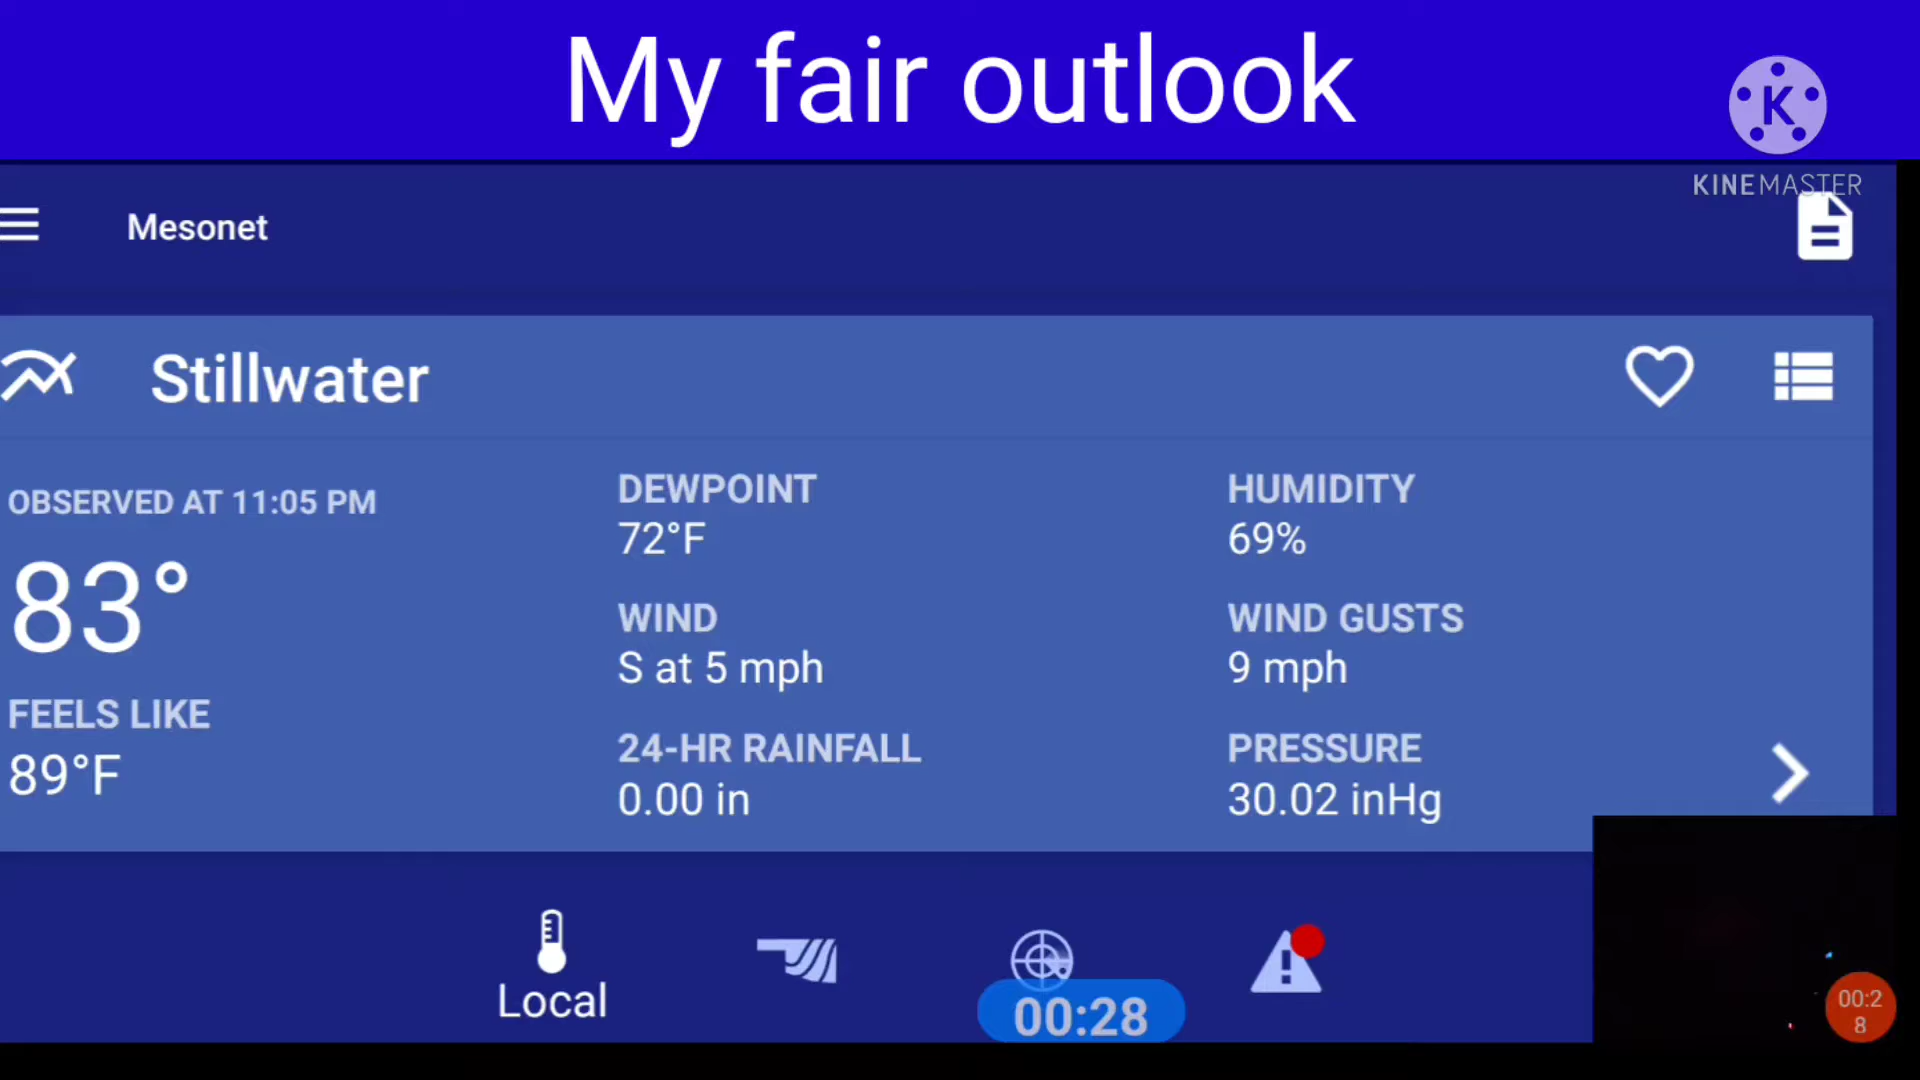 My fair outlook
K
KINEMASTER
Mesonet
Stillwater
OBSERVED AT 11:05 PM
83°
FEELS LIKE
89°F
DEWPOINT
72°F
HUMIDITY
69%
WIND
S at 5 mph
WIND GUSTS
9 mph
24-HR RAINFALL
0.00 in
PRESSURE
30.02 inHg
Local
00:28
00:2
8